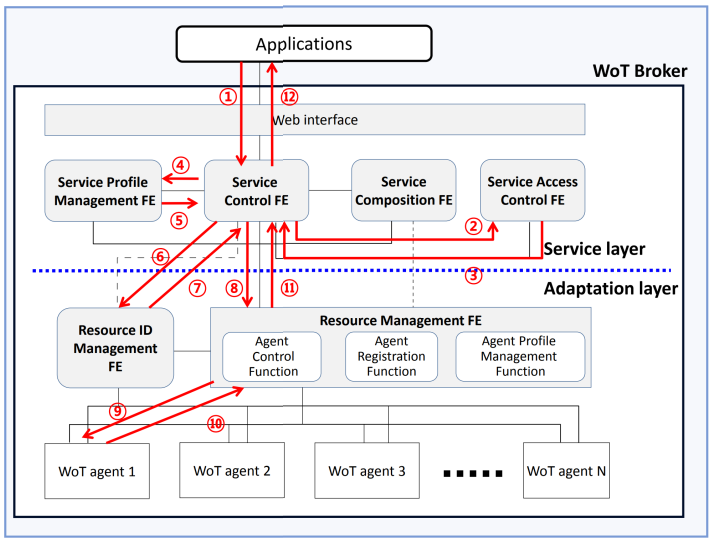 Applications
WoT Broker
① ⑫
Web interface
④
Service Profile
Management FE
Service
Control FE
Service
Composition FE
Service Access
Control FE
⑤
②
⑥
Service layer
⑦ ⑧ ⑪ ③
Adaptation layer
Resource ID
Management
FE
Resource Management FE
Agent
Control
Function
Agent
Registration
Function
Agent Profile
Management
Function
⑨
⑩
WoT agent 1
WoT agent 2
WoT agent 3
WoT agent N